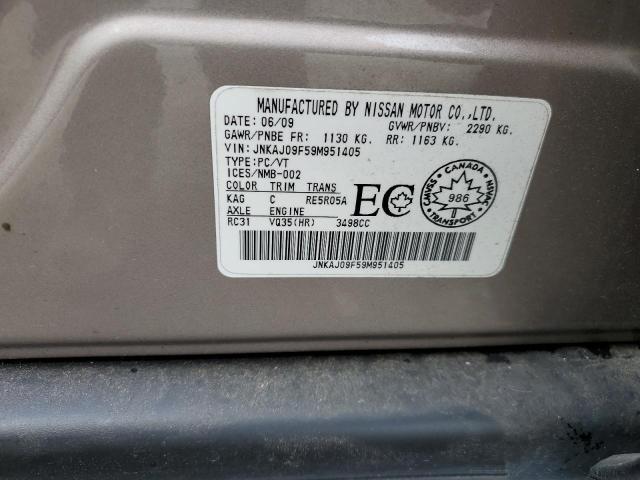 MANUFACTURED BY NISSAN MOTOR CO.,LTD.
DATE: 06/09 GVWR/PNBV: 2290 KG.
GAWR/PNBE FR: 1130 KG. RR: 1163 KG.
VIN: JNKAJ09F59M951405
TYPE: PC/VT
ICES/NMB-002
COLOR TRIM TRANS
KAG C RE5R05A
AXLE ENGINE
RC31 VQ35(HR) 3498CC
EC
CANADA
CMVSS 986 NSVAC
JNKAJ09F59M951405